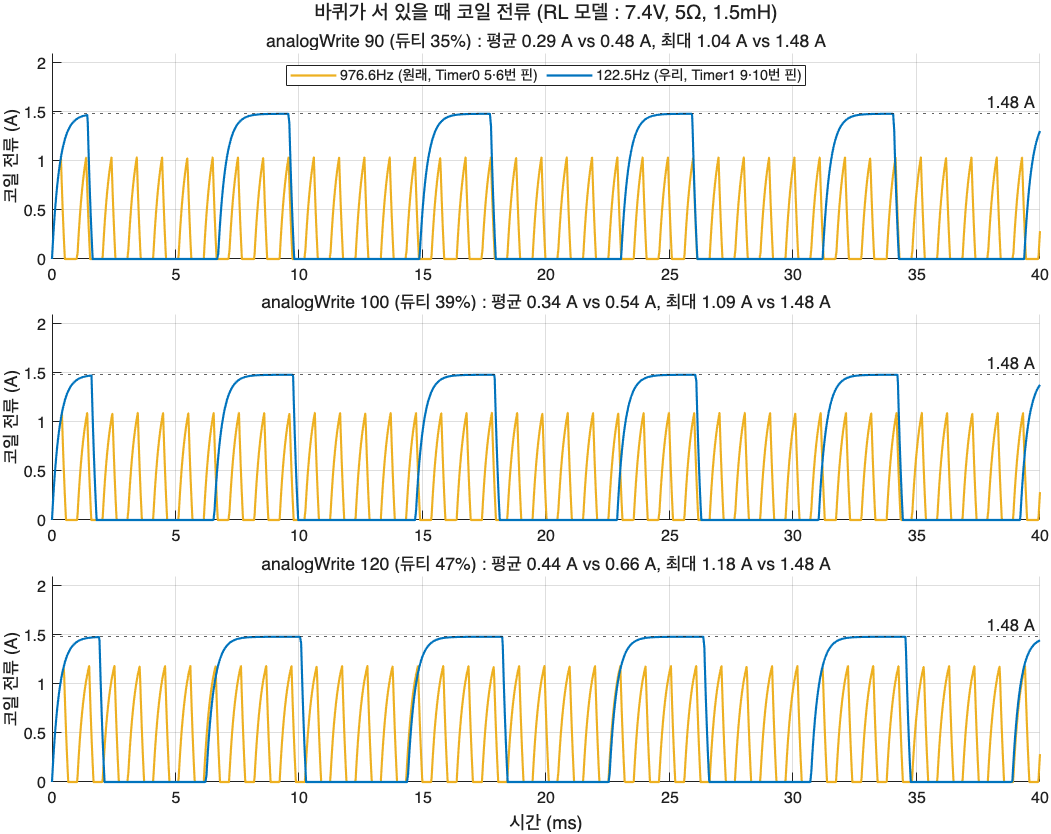 바퀴가 서 있을 때 코일 전류 (RL 모델 : 7.4V, 5Ω, 1.5mH)
analogWrite 90 (듀티 35%) : 평균 0.29 A vs 0.48 A, 최대 1.04 A vs 1.48 A
976.6Hz (원래, Timer0 5·6번 핀)
122.5Hz (우리, Timer1 9·10번 핀)
1.48 A
코일 전류 (A)
2
1.5
1
0.5
0
0 5 10 15 20 25 30 35 40
analogWrite 100 (듀티 39%) : 평균 0.34 A vs 0.54 A, 최대 1.09 A vs 1.48 A
1.48 A
코일 전류 (A)
2
1.5
1
0.5
0
0 5 10 15 20 25 30 35 40
analogWrite 120 (듀티 47%) : 평균 0.44 A vs 0.66 A, 최대 1.18 A vs 1.48 A
1.48 A
코일 전류 (A)
2
1.5
1
0.5
0
0 5 10 15 20 25 30 35 40
시간 (ms)